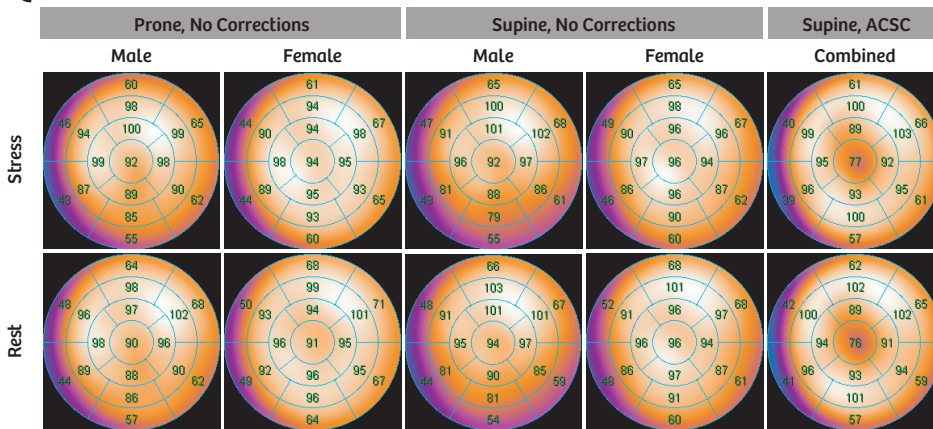 Prone, No Corrections Supine, No Corrections Supine, ACSC
Male Female Male Female Combined
Stress
60 61 65 65 61
98 94 100 98 100
46 65 44 67 47 68 49 67 40 66
100 94 101 96 89
94 99 90 98 91 102 90 96 99 103
99 92 98 98 94 95 96 92 97 97 96 94 95 77 92
87 90 89 93 81 86 86 87 96 95
89 95 88 96 93
43 62 44 65 43 61 46 62 39 61
85 93 79 90 100
55 60 55 60 57
Rest
64 68 66 68 62
98 99 103 101 102
48 68 50 71 48 67 52 67 42 65
97 94 101 96 89
96 102 93 101 91 101 91 96 100 102
98 90 96 96 91 95 95 94 97 96 96 94 94 76 91
89 90 92 95 81 85 86 87 96 94
88 96 90 97 93
44 62 49 67 44 59 48 61 41 59
86 96 81 91 101
57 64 54 60 57